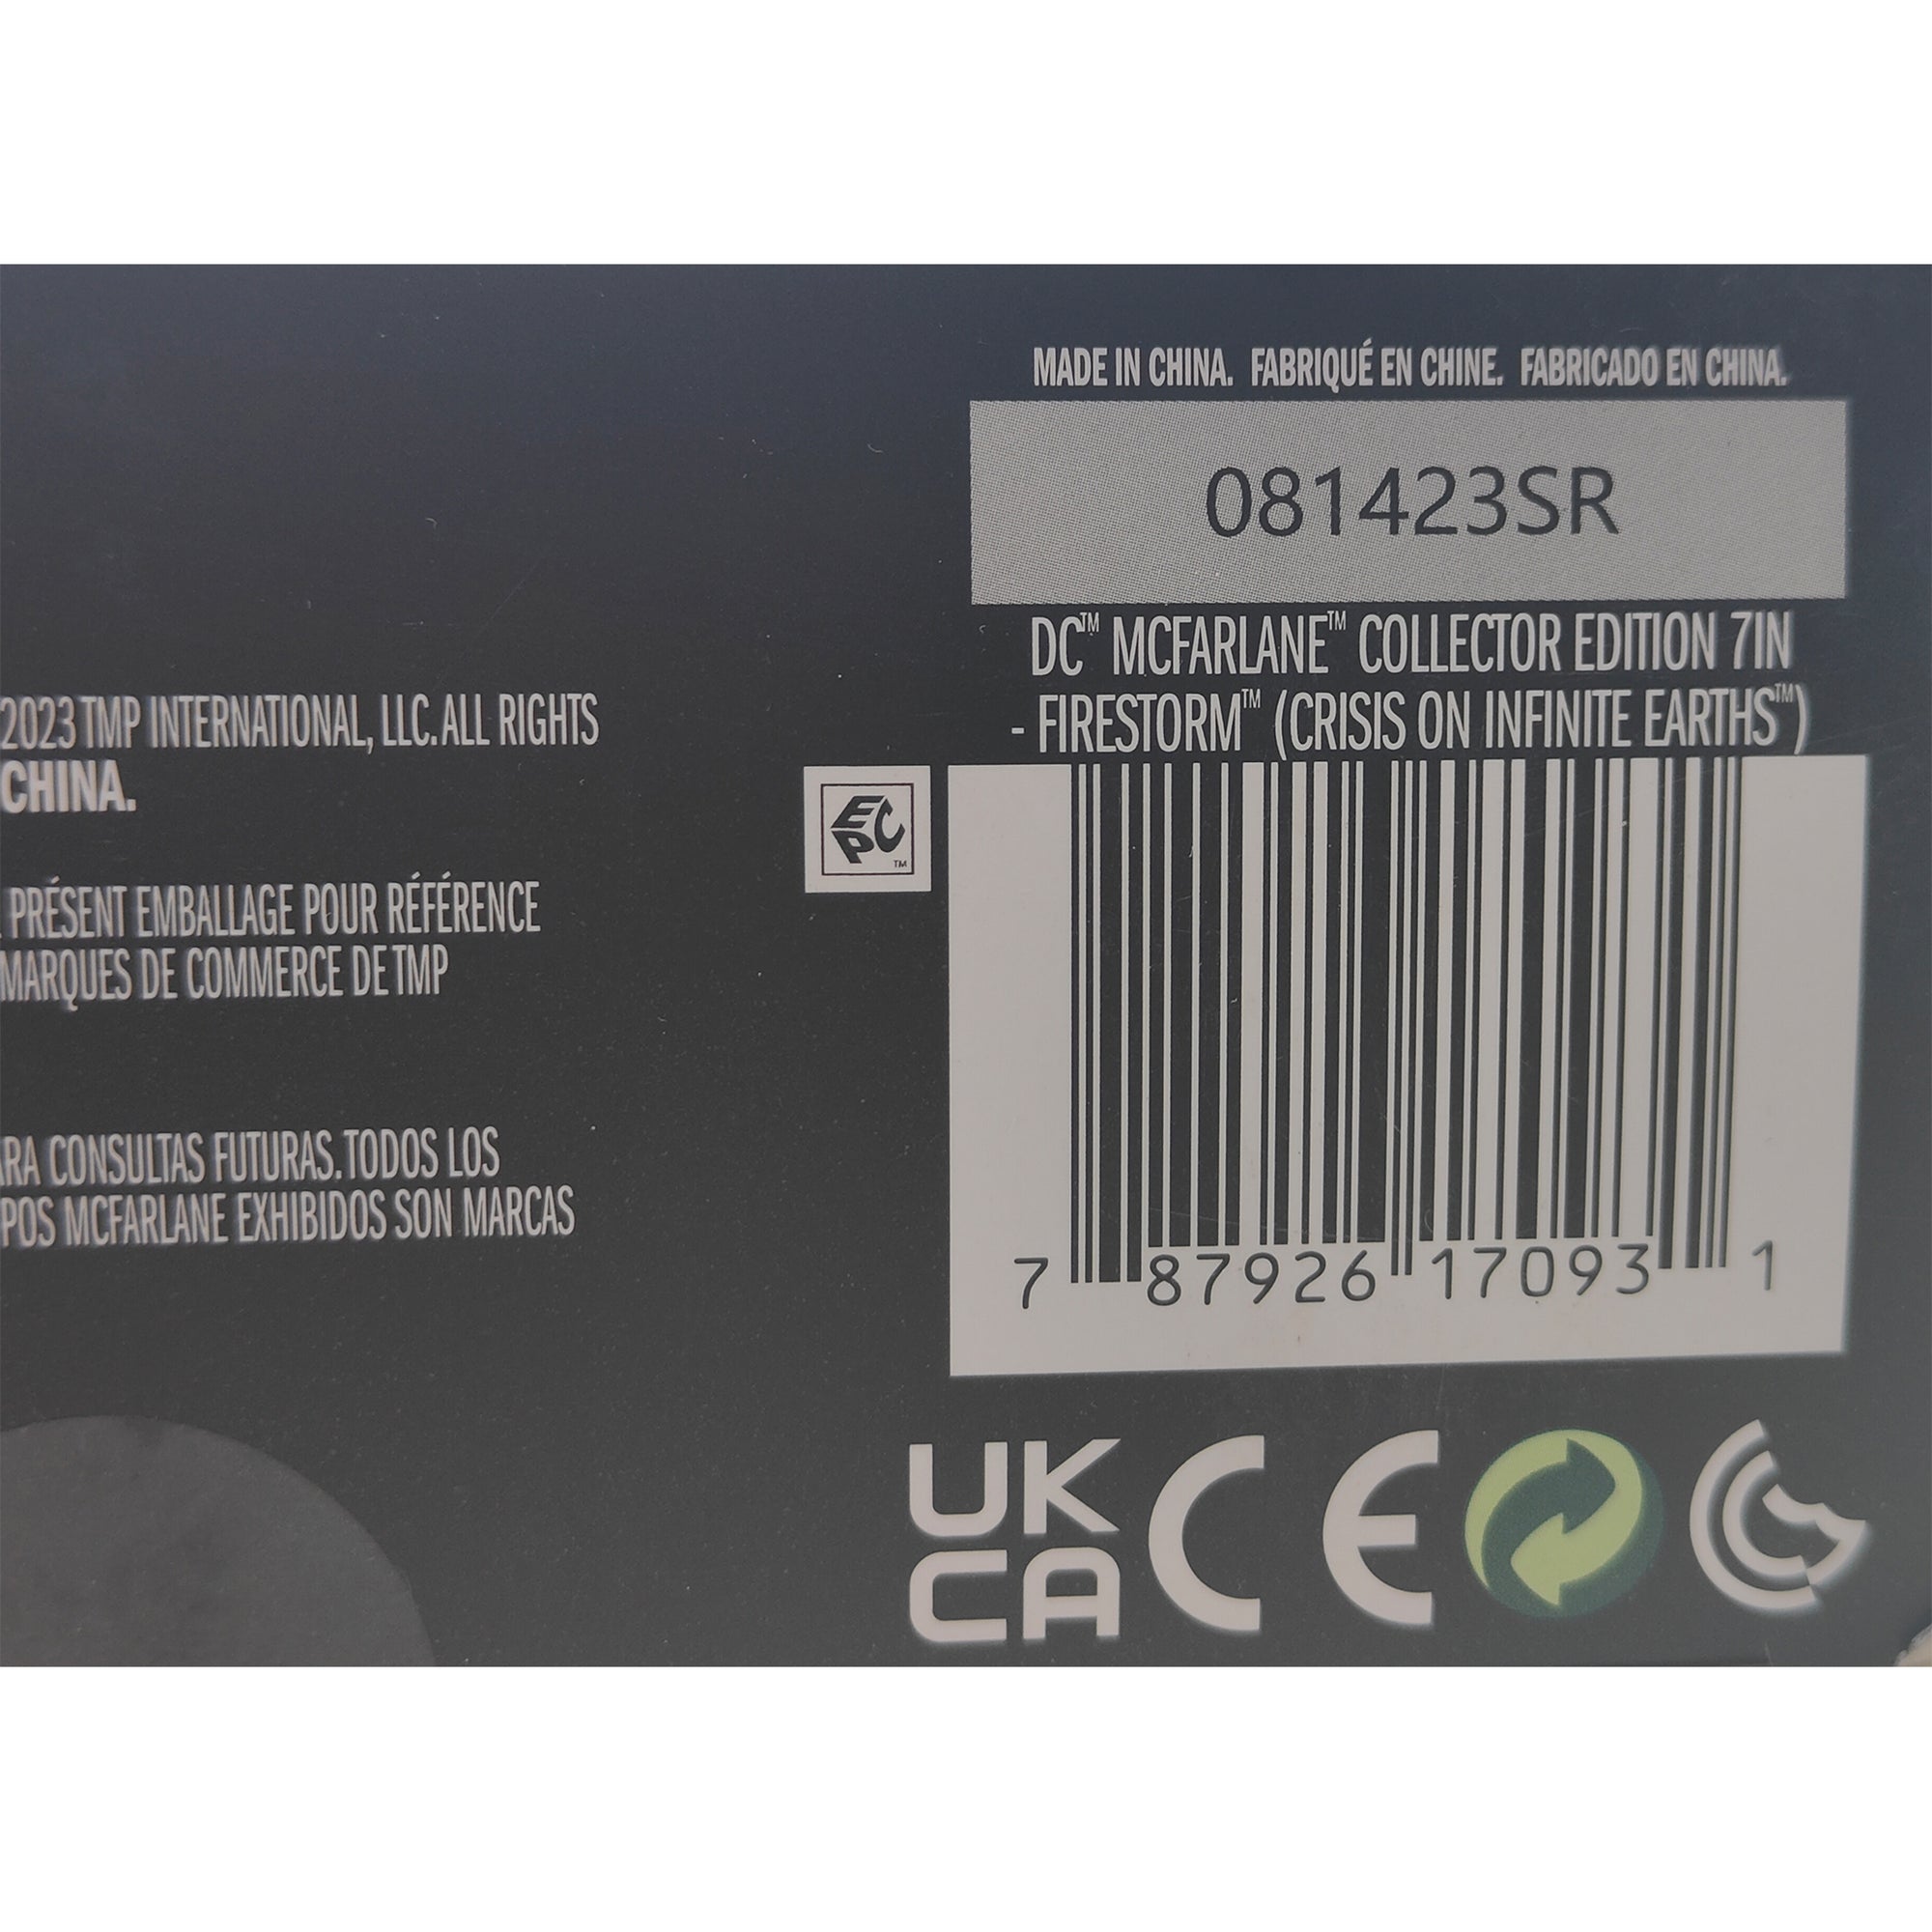 MADE IN CHINA. FABRIQUÉ EN CHINE. FABRICADO EN CHINA.
081423SR
DC™ MCFARLANE™ COLLECTOR EDITION 7IN
- FIRESTORM™ (CRISIS ON INFINITE EARTHS™)
2023 TMP INTERNATIONAL, LLC. ALL RIGHTS
CHINA.
EPC™
PRÉSENT EMBALLAGE POUR RÉFÉRENCE
MARQUES DE COMMERCE DE TMP
RA CONSULTAS FUTURAS. TODOS LOS
POS MCFARLANE EXHIBIDOS SON MARCAS
7 87926 17093 1
UK
CA
CE